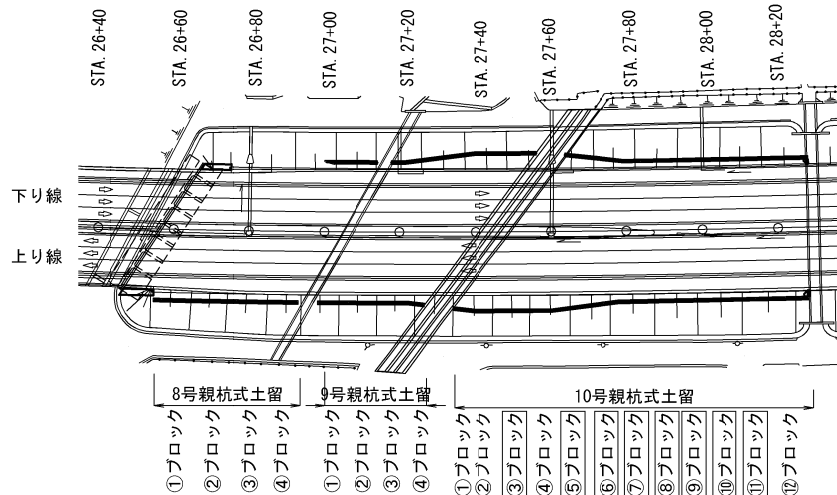 STA. 26+40
STA. 26+60
STA. 26+80
STA. 27+00
STA. 27+20
STA. 27+40
STA. 27+60
STA. 27+80
STA. 28+00
STA. 28+20
下り線
上り線
8号親杭式土留
9号親杭式土留
10号親杭式土留
①ブロック
②ブロック
③ブロック
④ブロック
①ブロック
②ブロック
③ブロック
④ブロック
①ブロック
②ブロック
③ブロック
④ブロック
⑤ブロック
⑥ブロック
⑦ブロック
⑧ブロック
⑨ブロック
⑩ブロック
⑪ブロック
⑫ブロック